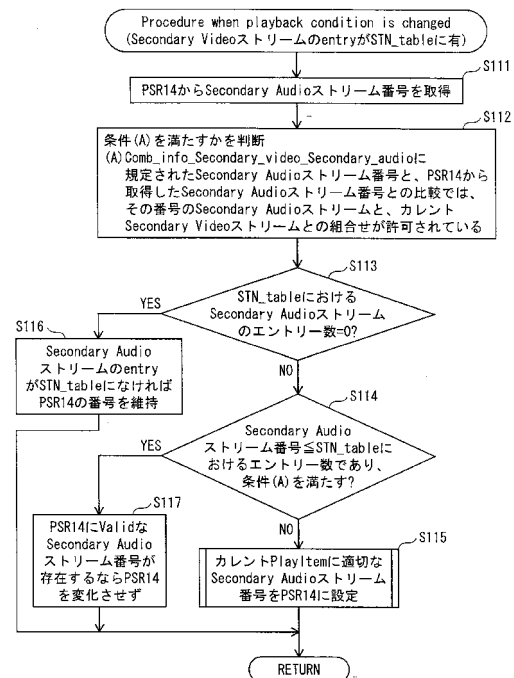 Procedure when playback condition is changed
(Secondary VideoストリームのentryがSTN_tableに有)
S111
PSR14からSecondary Audioストリーム番号を取得
S112
条件(A)を満たすかを判断
(A)Comb_info_Secondary_video_Secondary_audioに
規定されたSecondary Audioストリーム番号と、PSR14から
取得したSecondary Audioストリーム番号との比較では、
その番号のSecondary Audioストリームと、カレント
Secondary Videoストリームとの組合せが許可されている
S113
STN_tableにおける
Secondary Audioストリーム
のエントリー数=0?
YES
NO
S116
Secondary Audio
ストリームのentry
がSTN_tableになければ
PSR14の番号を維持
S114
Secondary Audio
ストリーム番号≦STN_tableに
おけるエントリー数であり、
条件(A)を満たす?
YES
NO
S117
PSR14にValidな
Secondary Audio
ストリーム番号が
存在するならPSR14
を変化させず
S115
カレントPlayItemに適切な
Secondary Audioストリーム
番号をPSR14に設定
RETURN